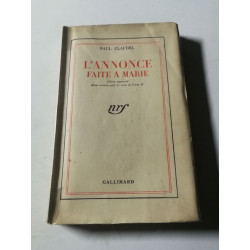 PAUL CLAUDEL
L'ANNONCE
FAITE A MARIE
nrf
GALLIMARD